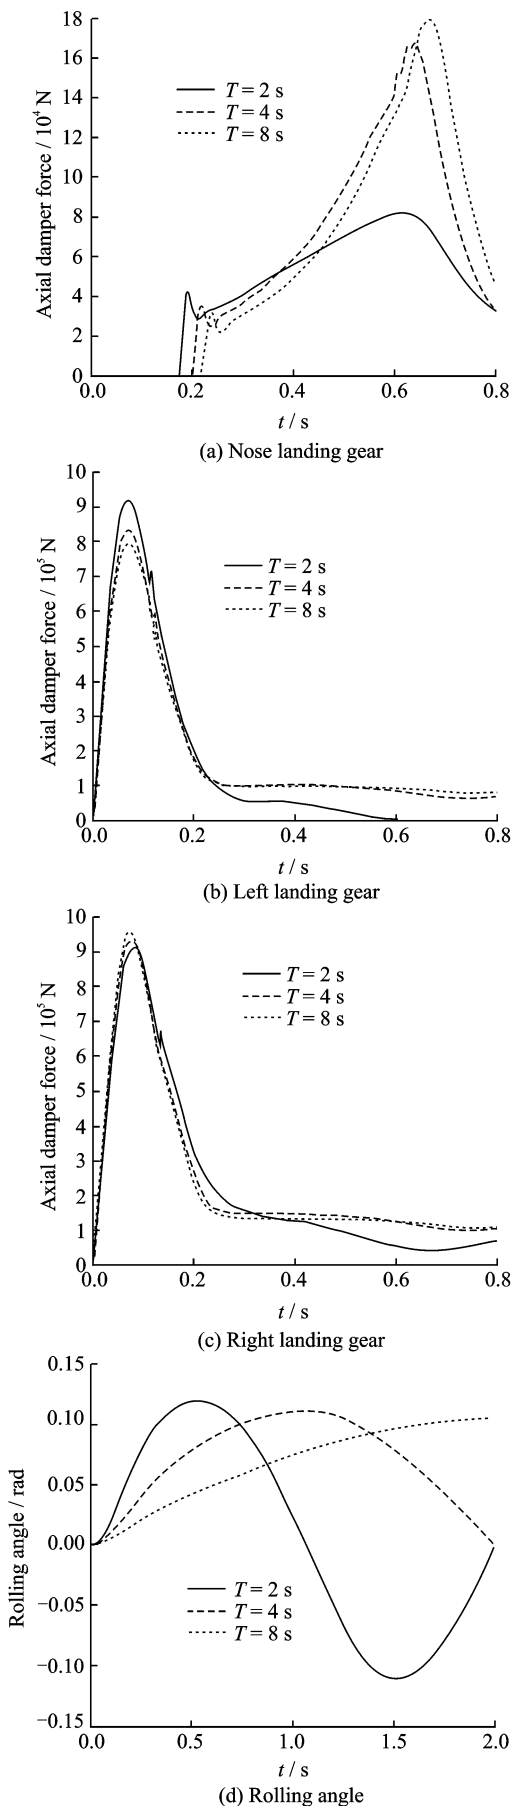 18
16
14
12
10
8
6
4
2
0
Axial damper force / 10⁴ N
T = 2 s
T = 4 s
T = 8 s
0.0 0.2 0.4 0.6 0.8
t / s
(a) Nose landing gear
10
9
8
7
6
5
4
3
2
1
0
Axial damper force / 10⁵ N
T = 2 s
T = 4 s
T = 8 s
0.0 0.2 0.4 0.6 0.8
t / s
(b) Left landing gear
10
9
8
7
6
5
4
3
2
1
0
Axial damper force / 10⁵ N
T = 2 s
T = 4 s
T = 8 s
0.0 0.2 0.4 0.6 0.8
t / s
(c) Right landing gear
0.15
0.10
0.05
0.00
−0.05
−0.10
−0.15
Rolling angle / rad
T = 2 s
T = 4 s
T = 8 s
0.0 0.5 1.0 1.5 2.0
t / s
(d) Rolling angle